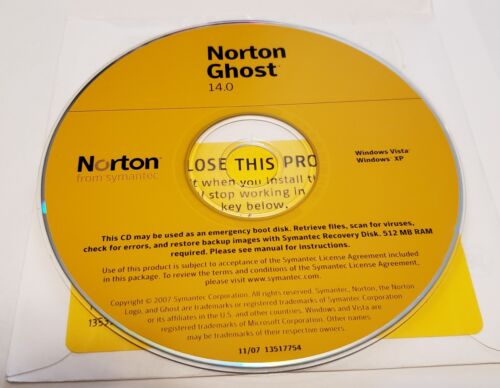 Norton
Ghost™
14.0
Norton™
from symantec
Windows Vista®
Windows® XP
LOSE THIS PRO
t when you install t
stop working in
key below.
This CD may be used as an emergency boot disk. Retrieve files, scan for viruses,
check for errors, and restore backup images with Symantec Recovery Disk. 512 MB RAM
required. Please see manual for instructions.
Use of this product is subject to acceptance of the Symantec License Agreement included
in this package. To review the terms and conditions of the Symantec License Agreement,
please visit www.symantec.com.
Copyright © 2007 Symantec Corporation. All rights reserved. Symantec, Norton, the Norton
Logo, and Ghost are trademarks or registered trademarks of Symantec Corporation
or its affiliates in the U.S. and other countries. Windows and Vista are
registered trademarks of Microsoft Corporation. Other names
may be trademarks of their respective owners.
11/07 13517754